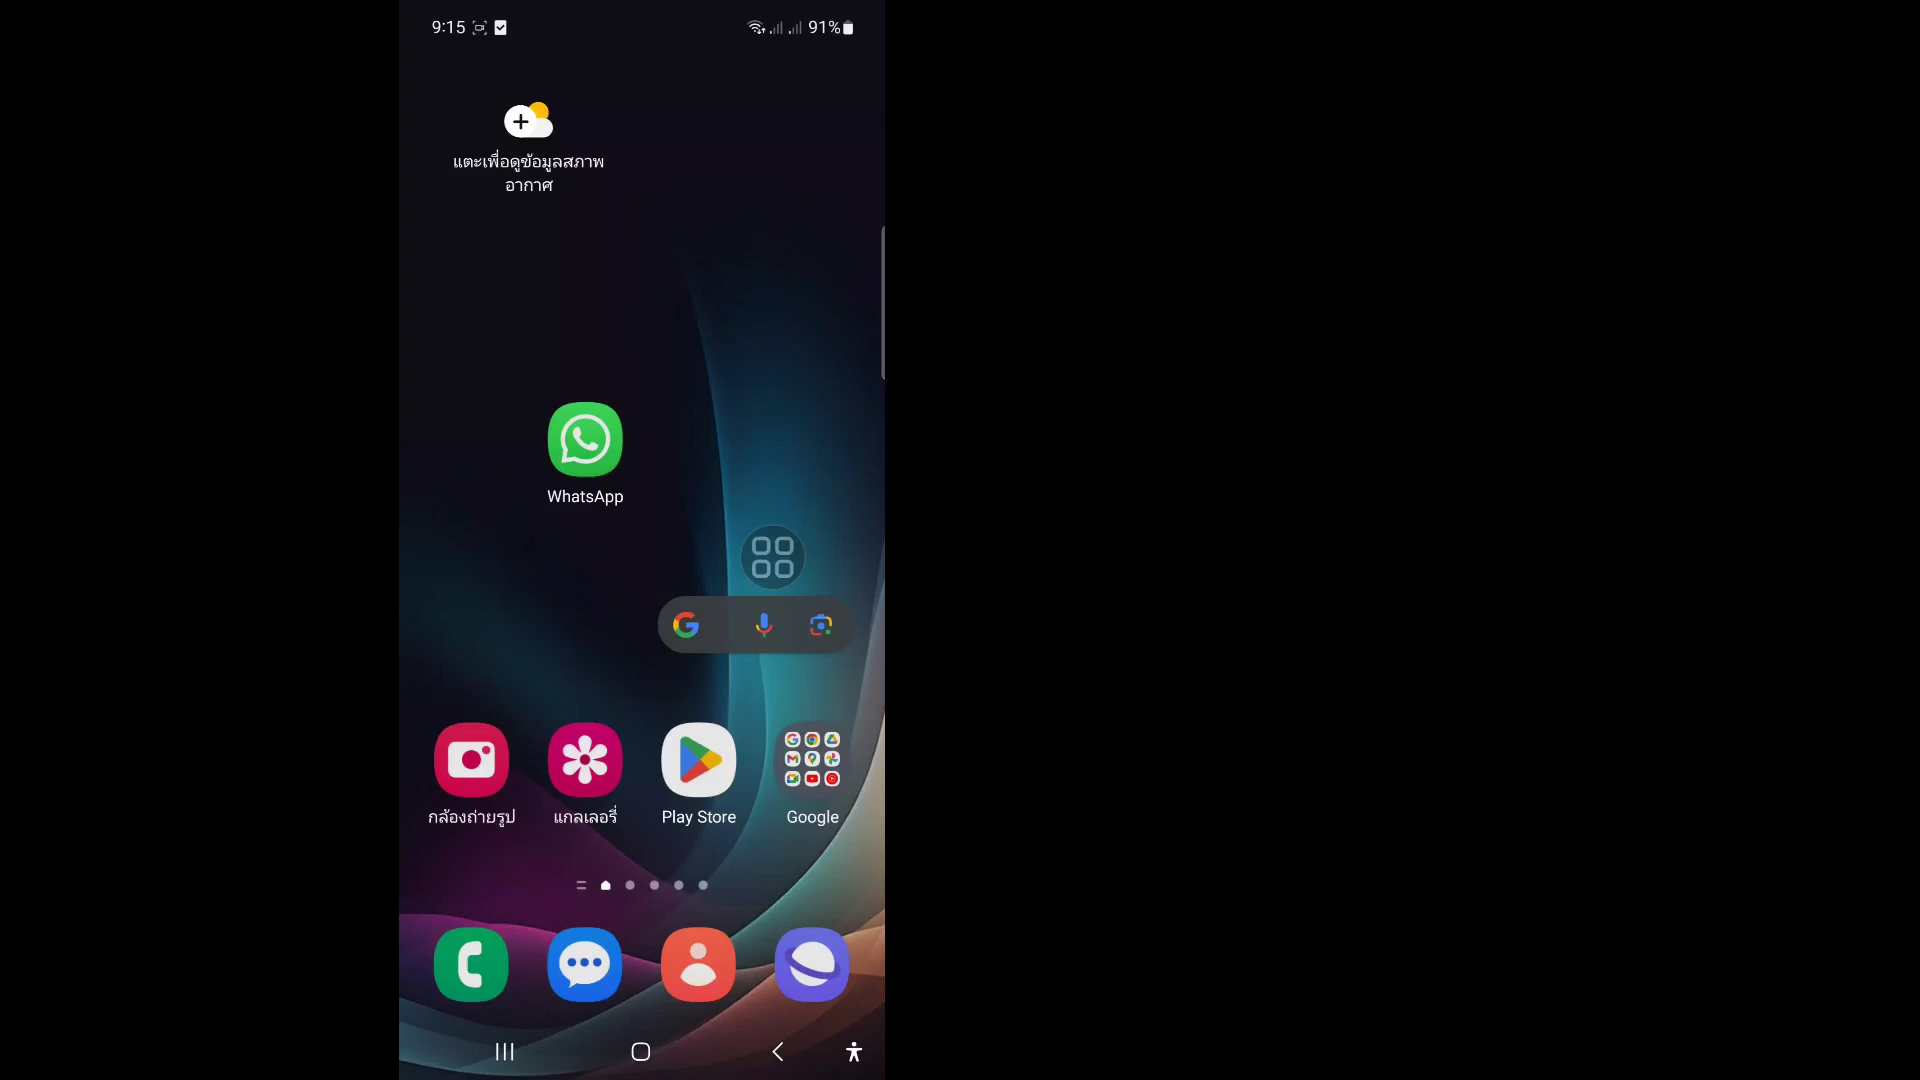 9:15
91%
แตะเพื่อดูข้อมูลสภาพ
อากาศ
WhatsApp
กล้องถ่ายรูป
แกลเลอรี่
Play Store
Google